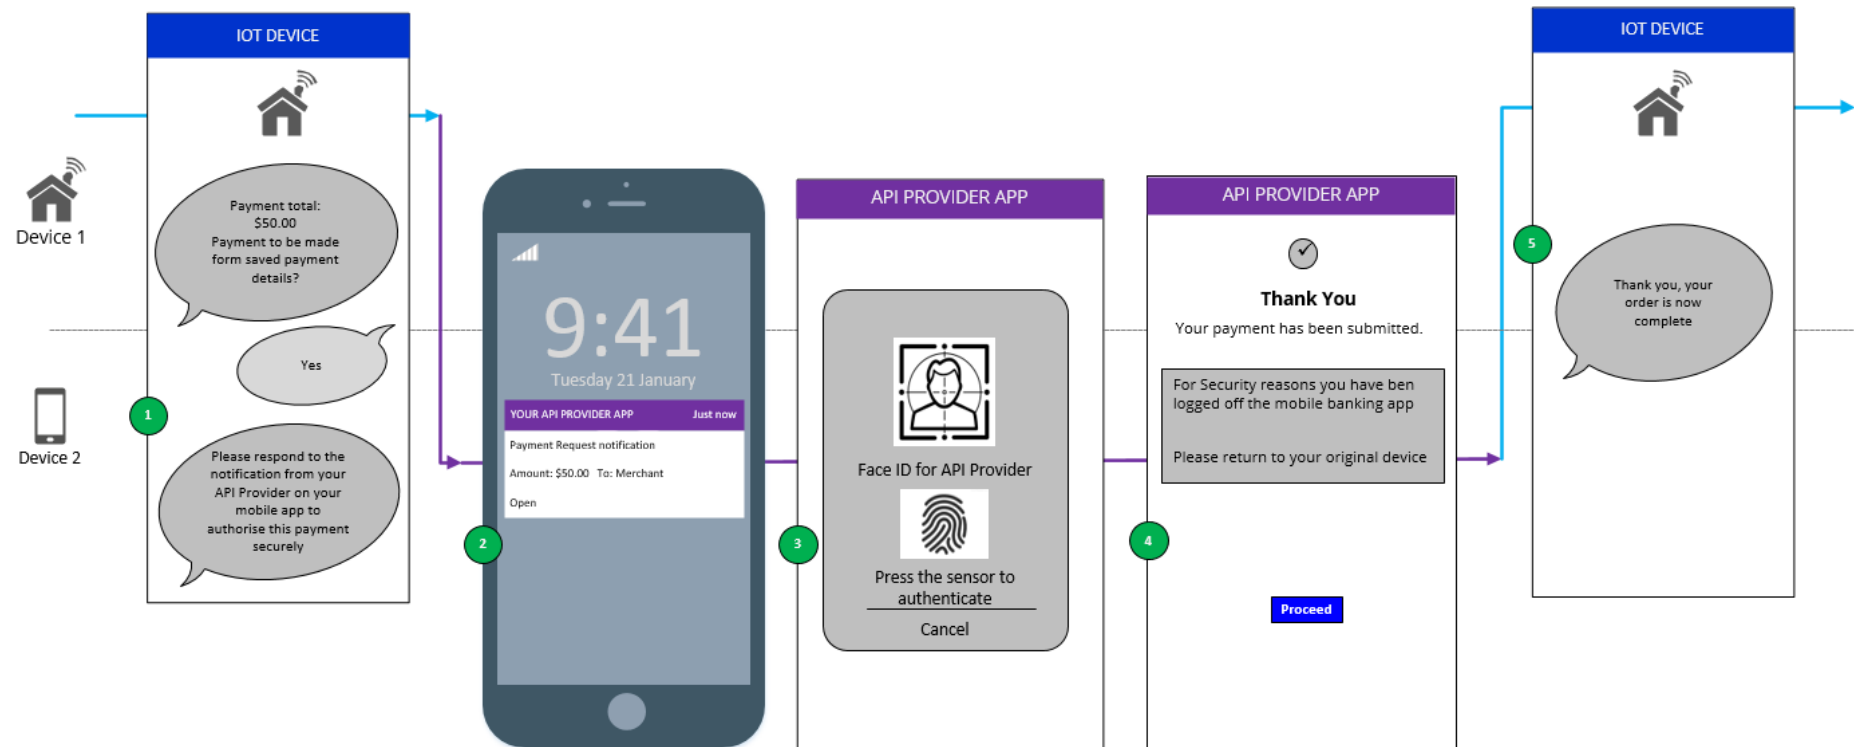 Device 1
Device 2
IOT DEVICE
Payment total:
$50.00
Payment to be made
form saved payment
details?
Yes
1
Please respond to the
notification from your
API Provider on your
mobile app to
authorise this payment
securely
9:41
Tuesday 21 January
YOUR API PROVIDER APP Just now
Payment Request notification
Amount: $50.00 To: Merchant
Open
2
API PROVIDER APP
Face ID for API Provider
3
Press the sensor to
authenticate
Cancel
API PROVIDER APP
Thank You
Your payment has been submitted.
For Security reasons you have ben
logged off the mobile banking app
Please return to your original device
4
Proceed
IOT DEVICE
5
Thank you, your
order is now
complete